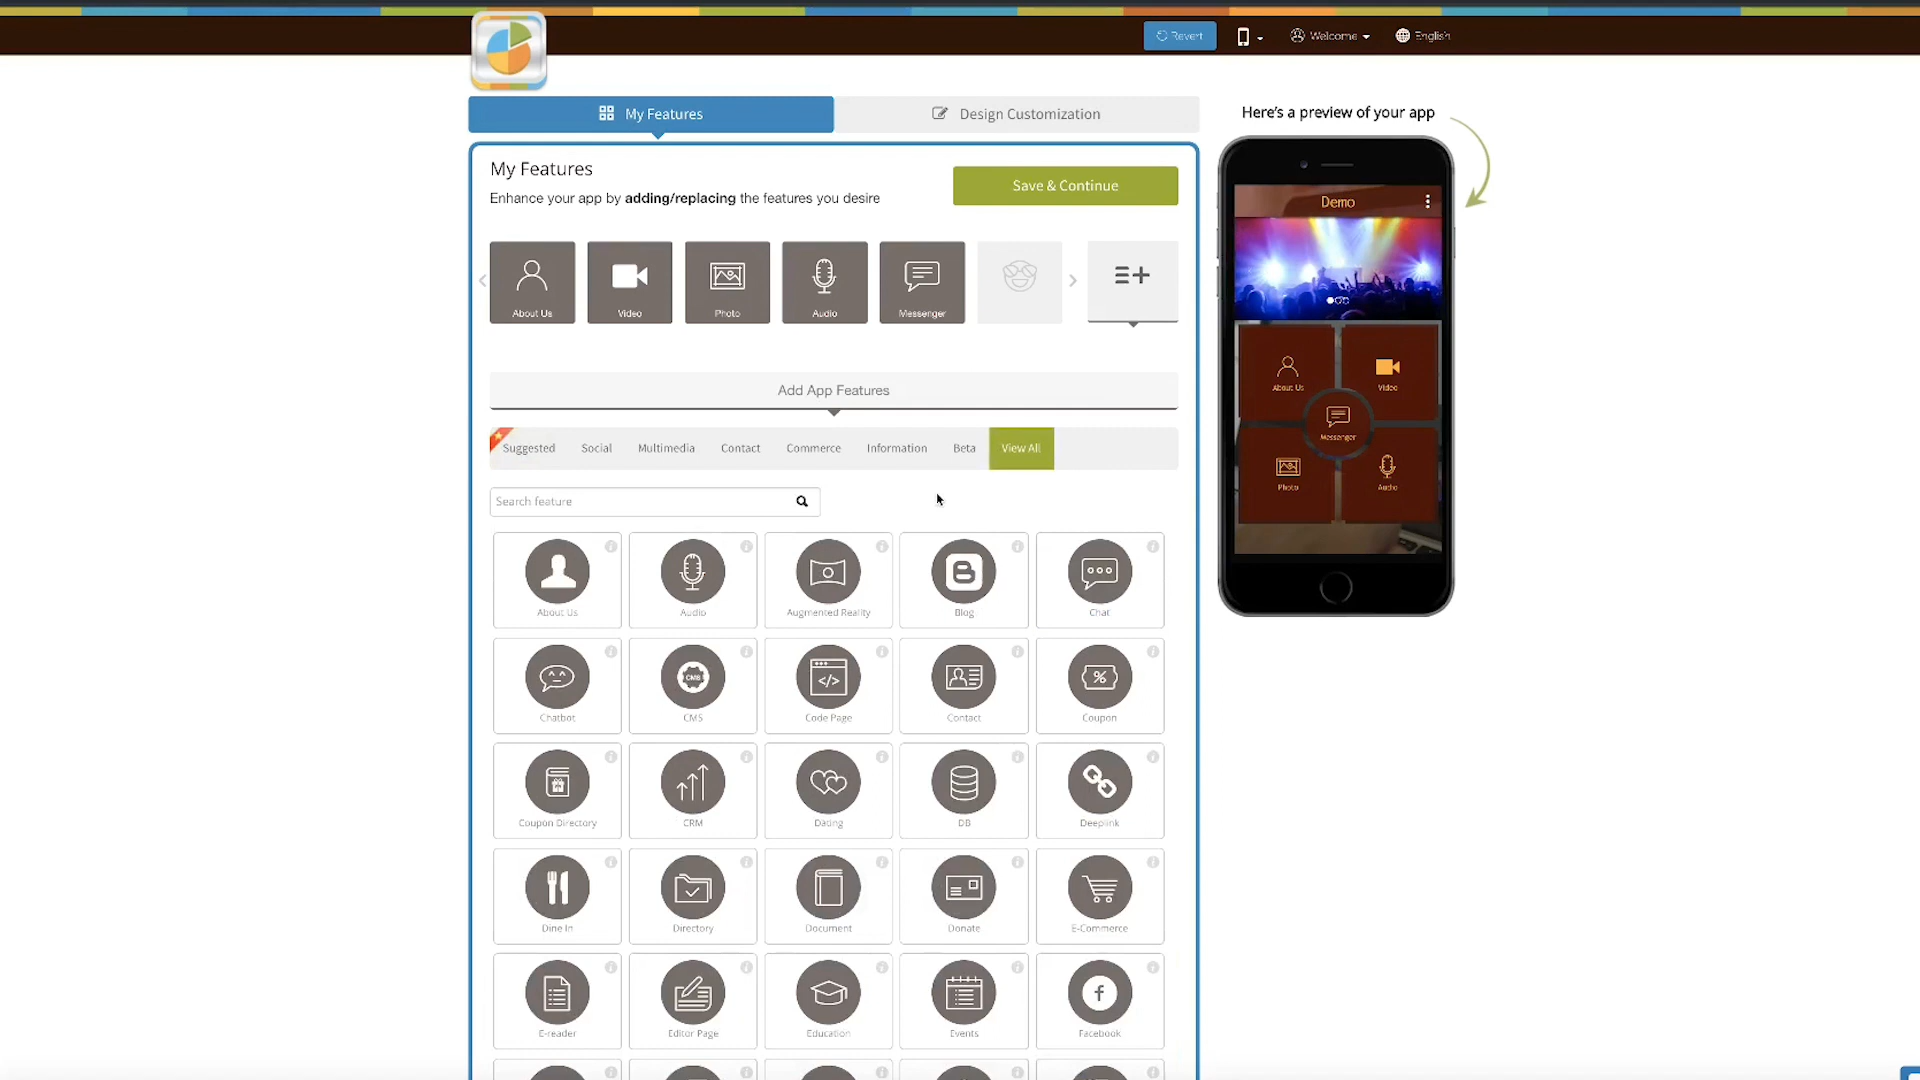 Revert
Welcome
English
My Features
Design Customization
Here's a preview of your app
My Features
Save & Continue
Enhance your app by adding/replacing the features you desire
Demo
About Us
Video
Photo
Audio
Messenger
About Us
Video
Messenger
Photo
Audio
Add App Features
Suggested
Social
Multimedia
Contact
Commerce
Information
Beta
View All
Search feature
About Us
Audio
Augmented Reality
Blog
Chat
Chatbot
CMS
CMS
Code Page
Contact
Coupon
Coupon Directory
CRM
Dating
DB
Deeplink
Dine In
Directory
Document
Donate
E-Commerce
E-reader
Editor Page
Education
Events
Facebook